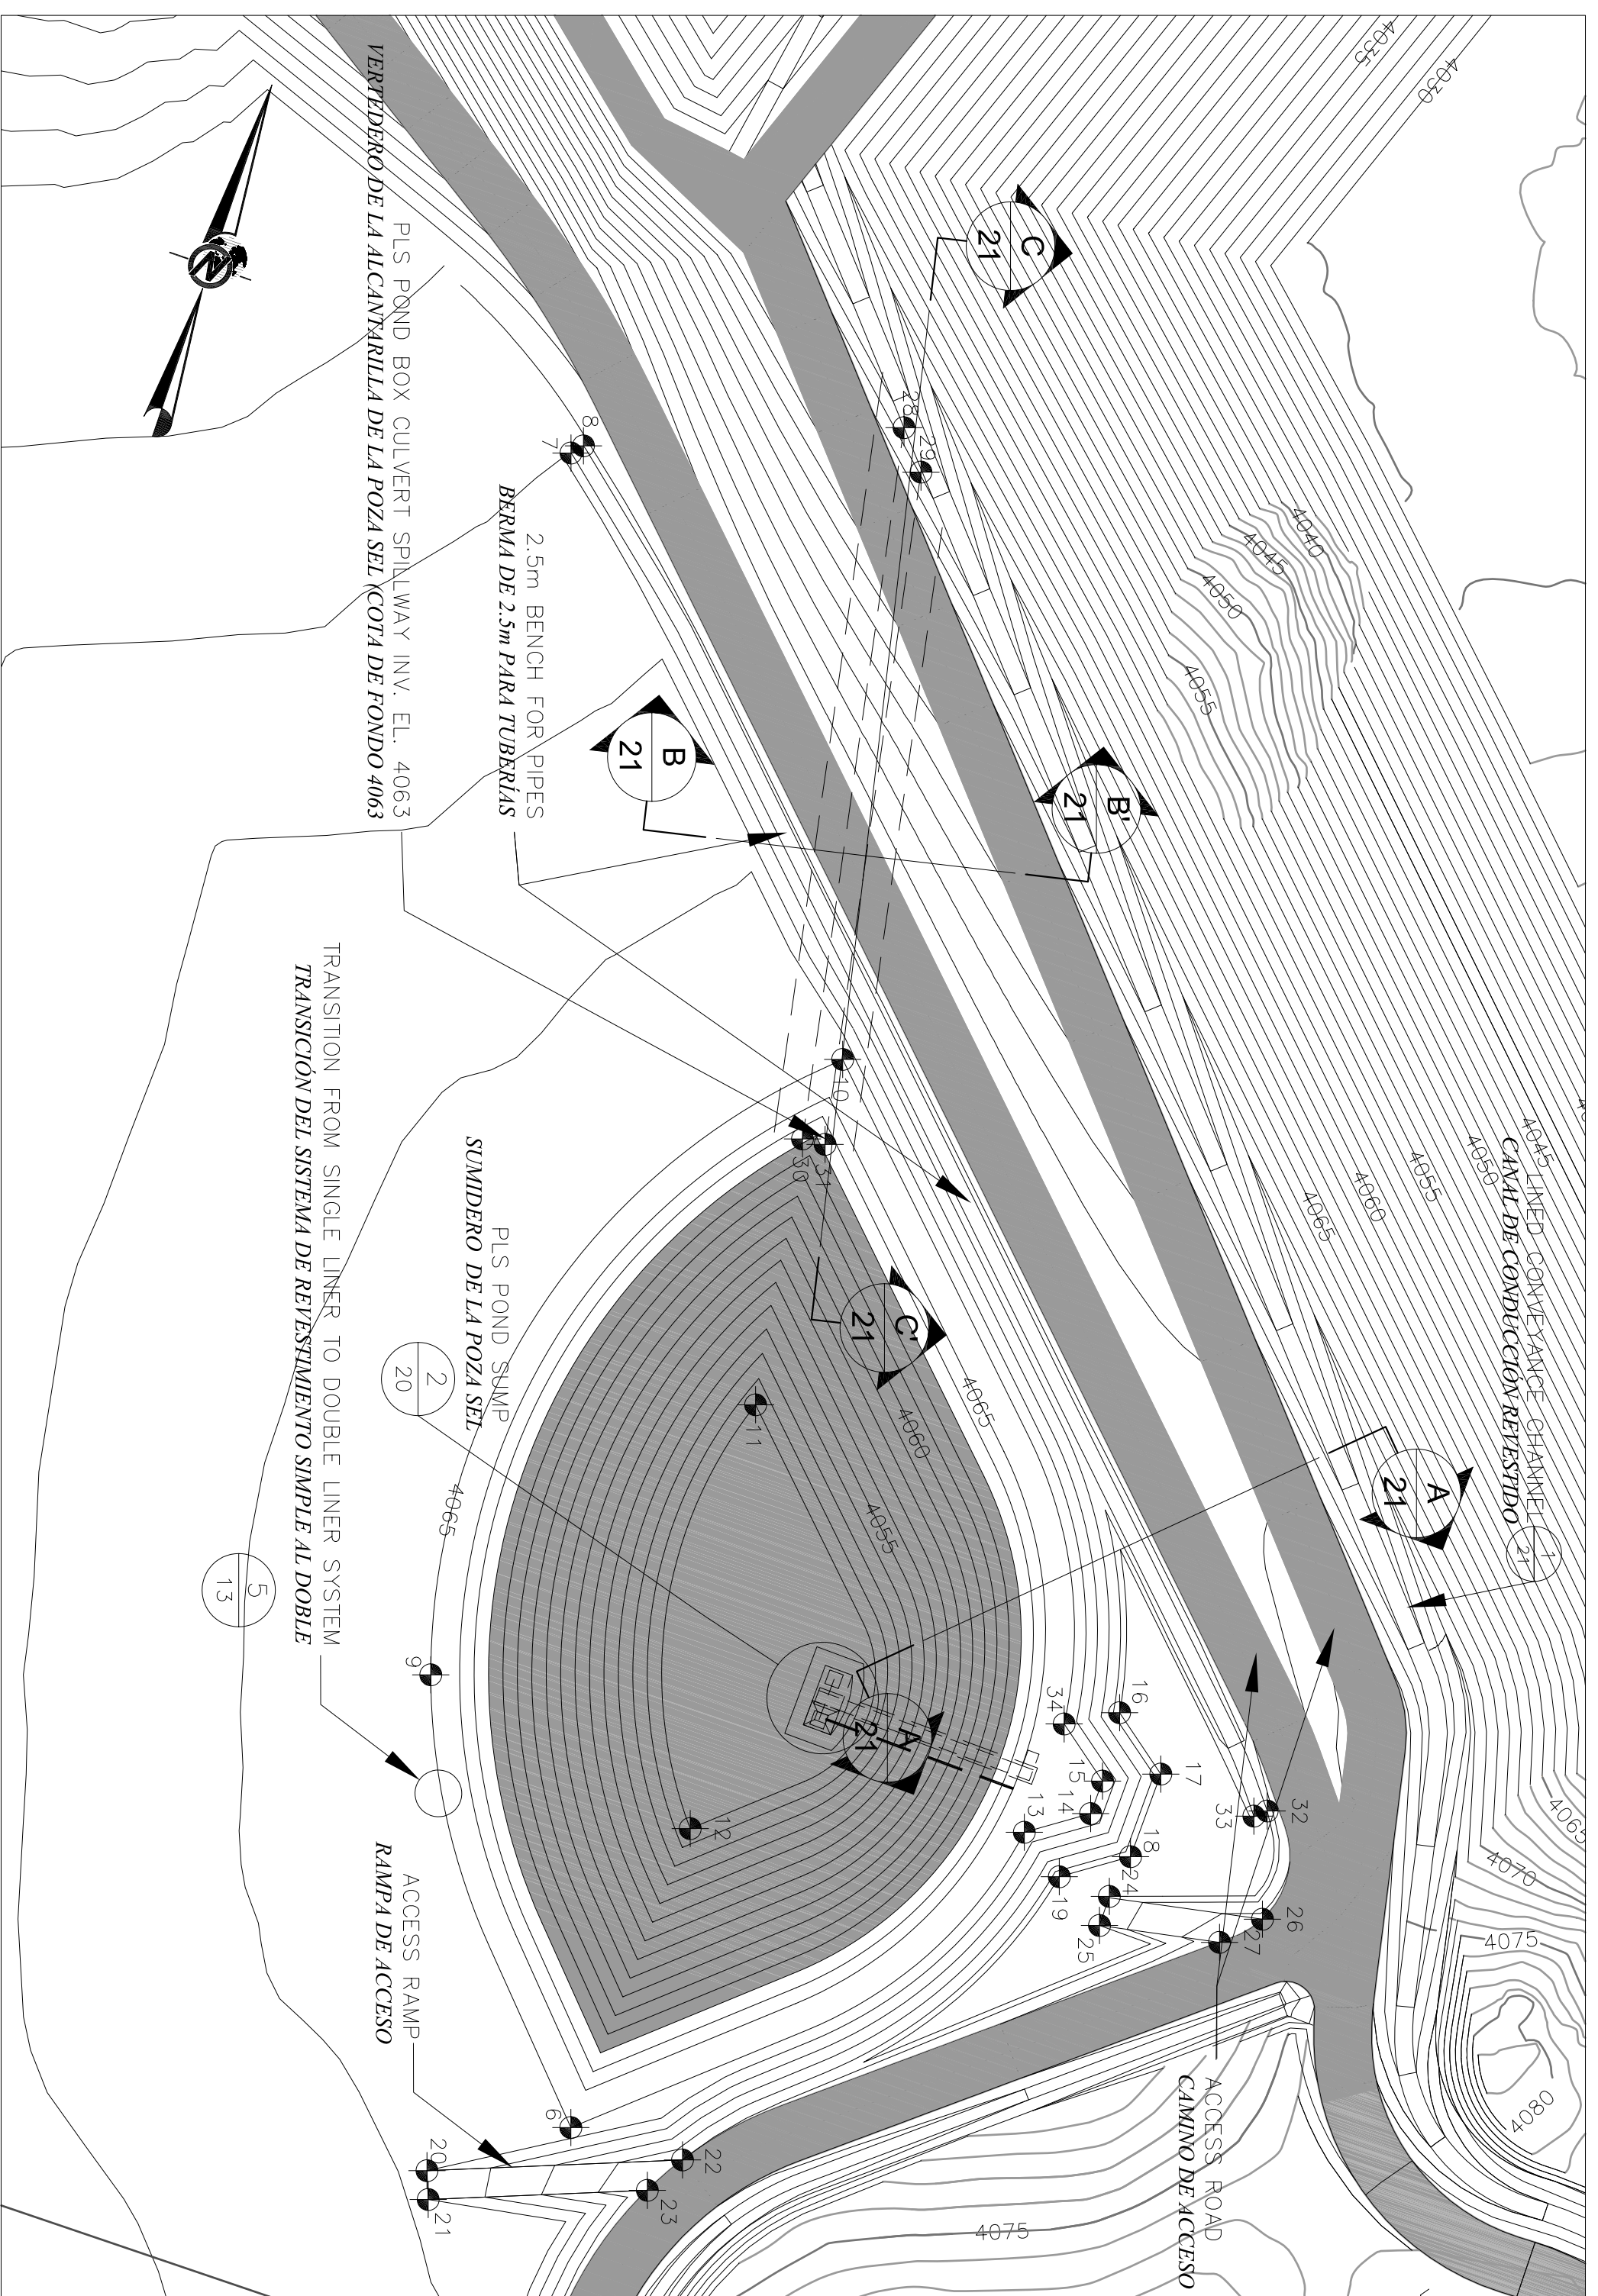 4035
4030
C
21
PLS POND BOX CULVERT SPILLWAY INV. EL. 4063
VERTEDERO DE LA ALCANTARILLA DE LA POZA SEL (COTA DE FONDO 4063
2.5m BENCH FOR PIPES
BERMA DE 2.5m PARA TUBERÍAS
B
21
B'
21
4040
4045
4050
4055
28
29
8
7
N
LINED CONVEYANCE CHANNEL
CANAL DE CONDUCCIÓN REVESTIDO
1
21
4045
4050
4055
4060
4065
A
21
TRANSITION FROM SINGLE LINER TO DOUBLE LINER SYSTEM
TRANSICIÓN DEL SISTEMA DE REVESTIMIENTO SIMPLE AL DOBLE
5
13
PLS POND SUMP
SUMIDERO DE LA POZA SEL
2
20
10
31
30
C'
21
4065
4060
4055
4065
11
12
9
A'
21
34
16
15
17
14
13
18
19
24
25
32
33
26
27
4065
4070
4075
4080
ACCESS ROAD
CAMINO DE ACCESO
4075
ACCESS RAMP
RAMPA DE ACCESO
6
20
21
22
23